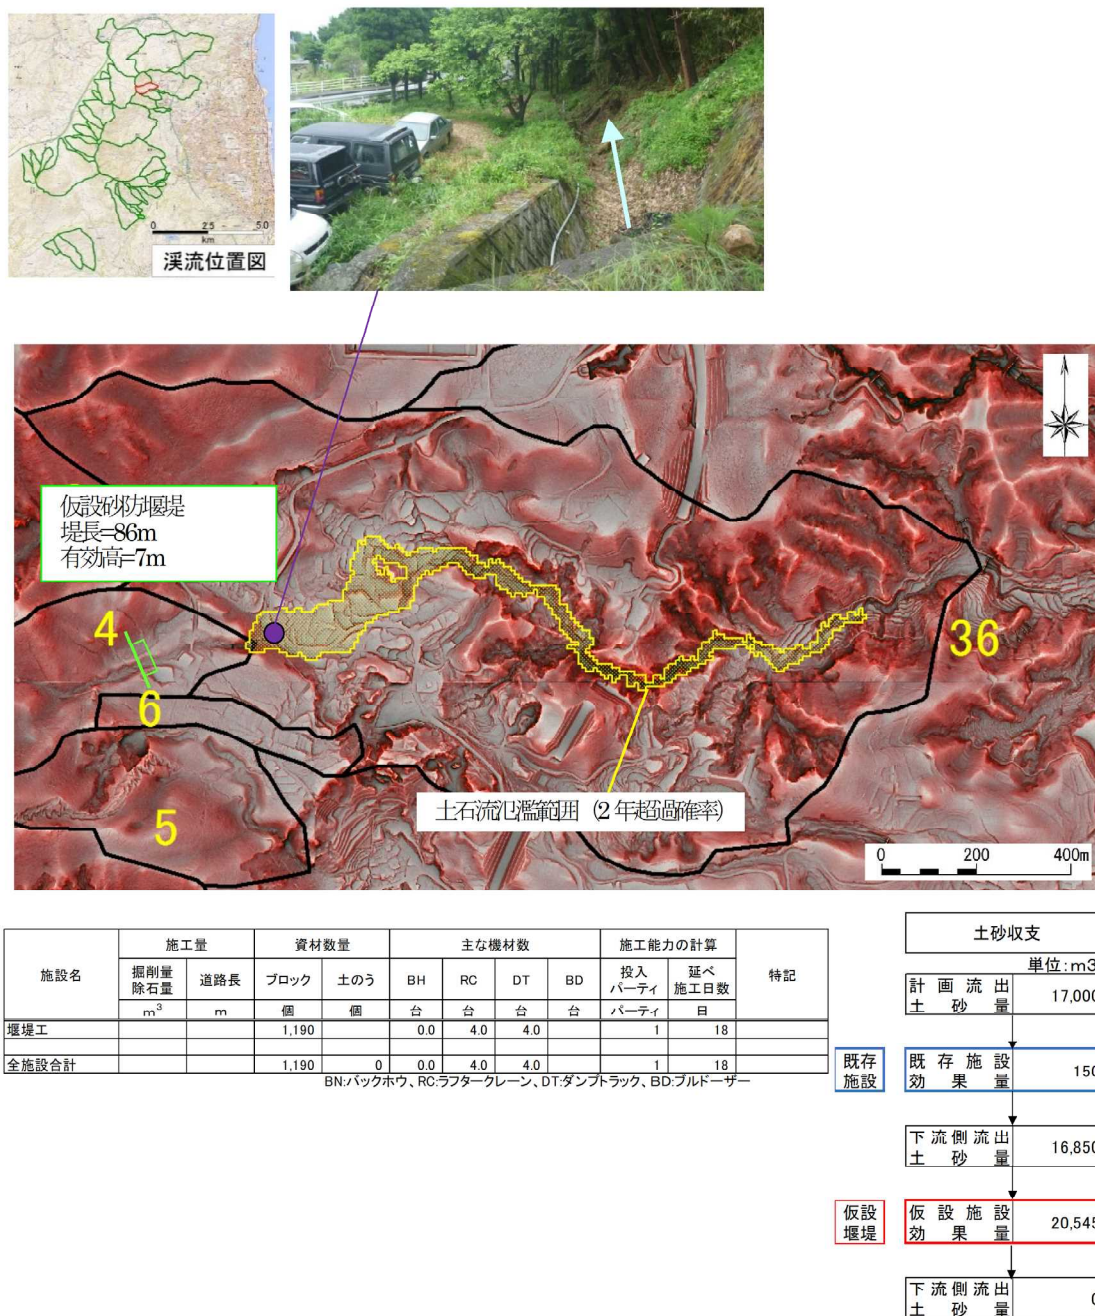 0 2.5 5.0
km
渓流位置図
仮設砂防堰堤
堤長=86m
有効高=7m
4
6
5
36
土石流氾濫範囲 (2年超過確率)
0 200 400m
施設名 施工量 資材数量 主な機材数 施工能力の計算 特記
掘削量 除石量 道路長 ブロック 土のう BH RC DT BD 投入 パーティ 延べ 施工日数
m³ m 個 個 台 台 台 台 パーティ 日
堰堤工 1,190 0.0 4.0 4.0 1 18
全施設合計 1,190 0 0.0 4.0 4.0 1 18
BN:バックホウ、RC:ラフタークレーン、DT:ダンプトラック、BD:ブルドーザー
土砂収支
単位:m3
計画流出
土砂量 17,000
既存
施設
既存施設
効果量 150
下流側流出
土砂量 16,850
仮設
堰堤
仮設施設
効果量 20,545
下流側流出
土砂量 0